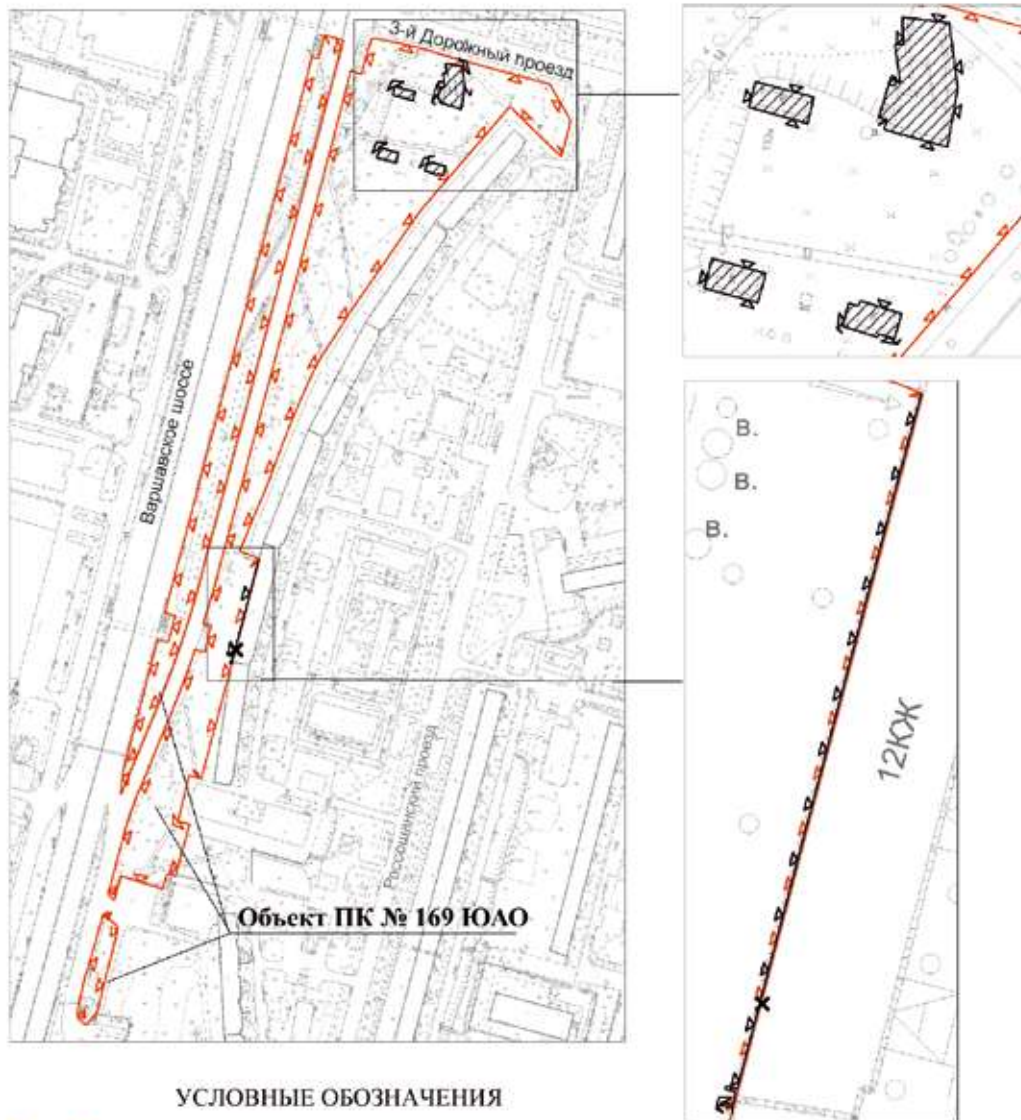 3-й Дорожный проезд
Варшавское шоссе
Россошанский проезд
Объект ПК № 169 ЮАО
В.
В.
В.
12КЖ
УСЛОВНЫЕ ОБОЗНАЧЕНИЯ